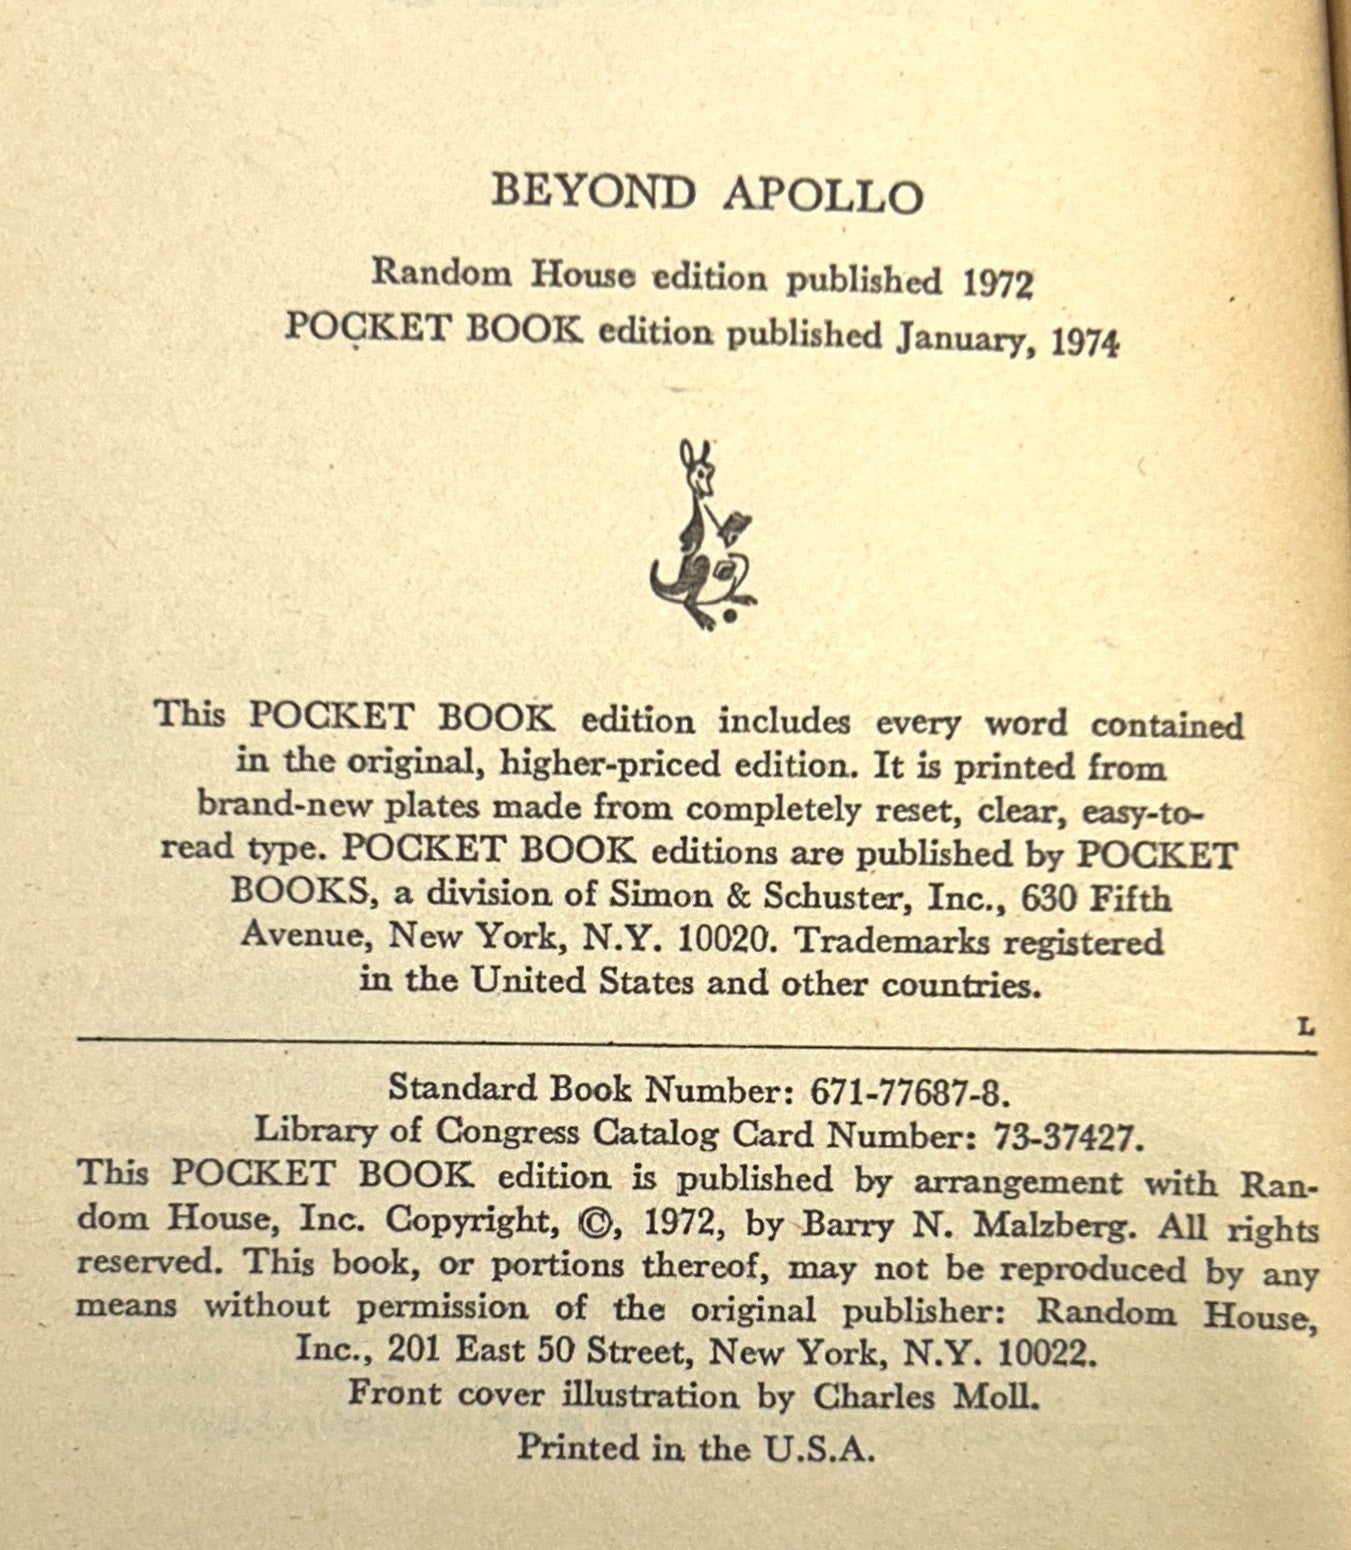 BEYOND APOLLO
Random House edition published 1972
POCKET BOOK edition published January, 1974
This POCKET BOOK edition includes every word contained
in the original, higher-priced edition. It is printed from
brand-new plates made from completely reset, clear, easy-to-
read type. POCKET BOOK editions are published by POCKET
BOOKS, a division of Simon & Schuster, Inc., 630 Fifth
Avenue, New York, N.Y. 10020. Trademarks registered
in the United States and other countries.
L
Standard Book Number: 671-77687-8.
Library of Congress Catalog Card Number: 73-37427.
This POCKET BOOK edition is published by arrangement with Ran-
dom House, Inc. Copyright, ©, 1972, by Barry N. Malzberg. All rights
reserved. This book, or portions thereof, may not be reproduced by any
means without permission of the original publisher: Random House,
Inc., 201 East 50 Street, New York, N.Y. 10022.
Front cover illustration by Charles Moll.
Printed in the U.S.A.